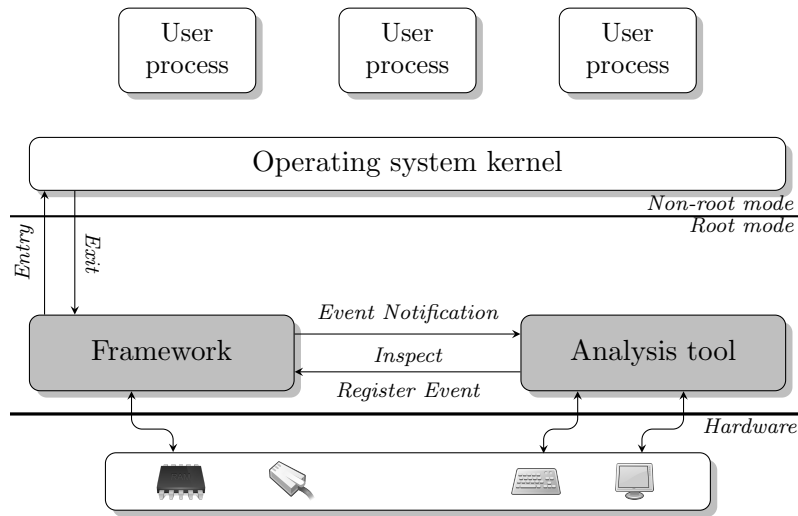 User
process
User
process
User
process
Operating system kernel
Non-root mode
Root mode
Entry
Exit
Event Notification
Framework
Inspect
Analysis tool
Register Event
Hardware